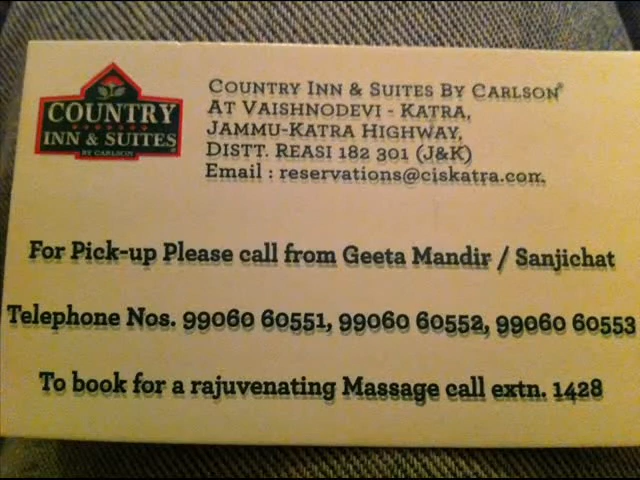 COUNTRY
INN & SUITES
BY CARLSON
COUNTRY INN & SUITES BY CARLSON®
AT VAISHNODEVI - KATRA,
JAMMU-KATRA HIGHWAY,
DISTT. REASI 182 301 (J&K)
Email : reservations@ciskatra.com
For Pick-up Please call from Geeta Mandir / Sanjichat
Telephone Nos. 99060 60551, 99060 60552, 99060 60553
To book for a rajuvenating Massage call extn. 1428